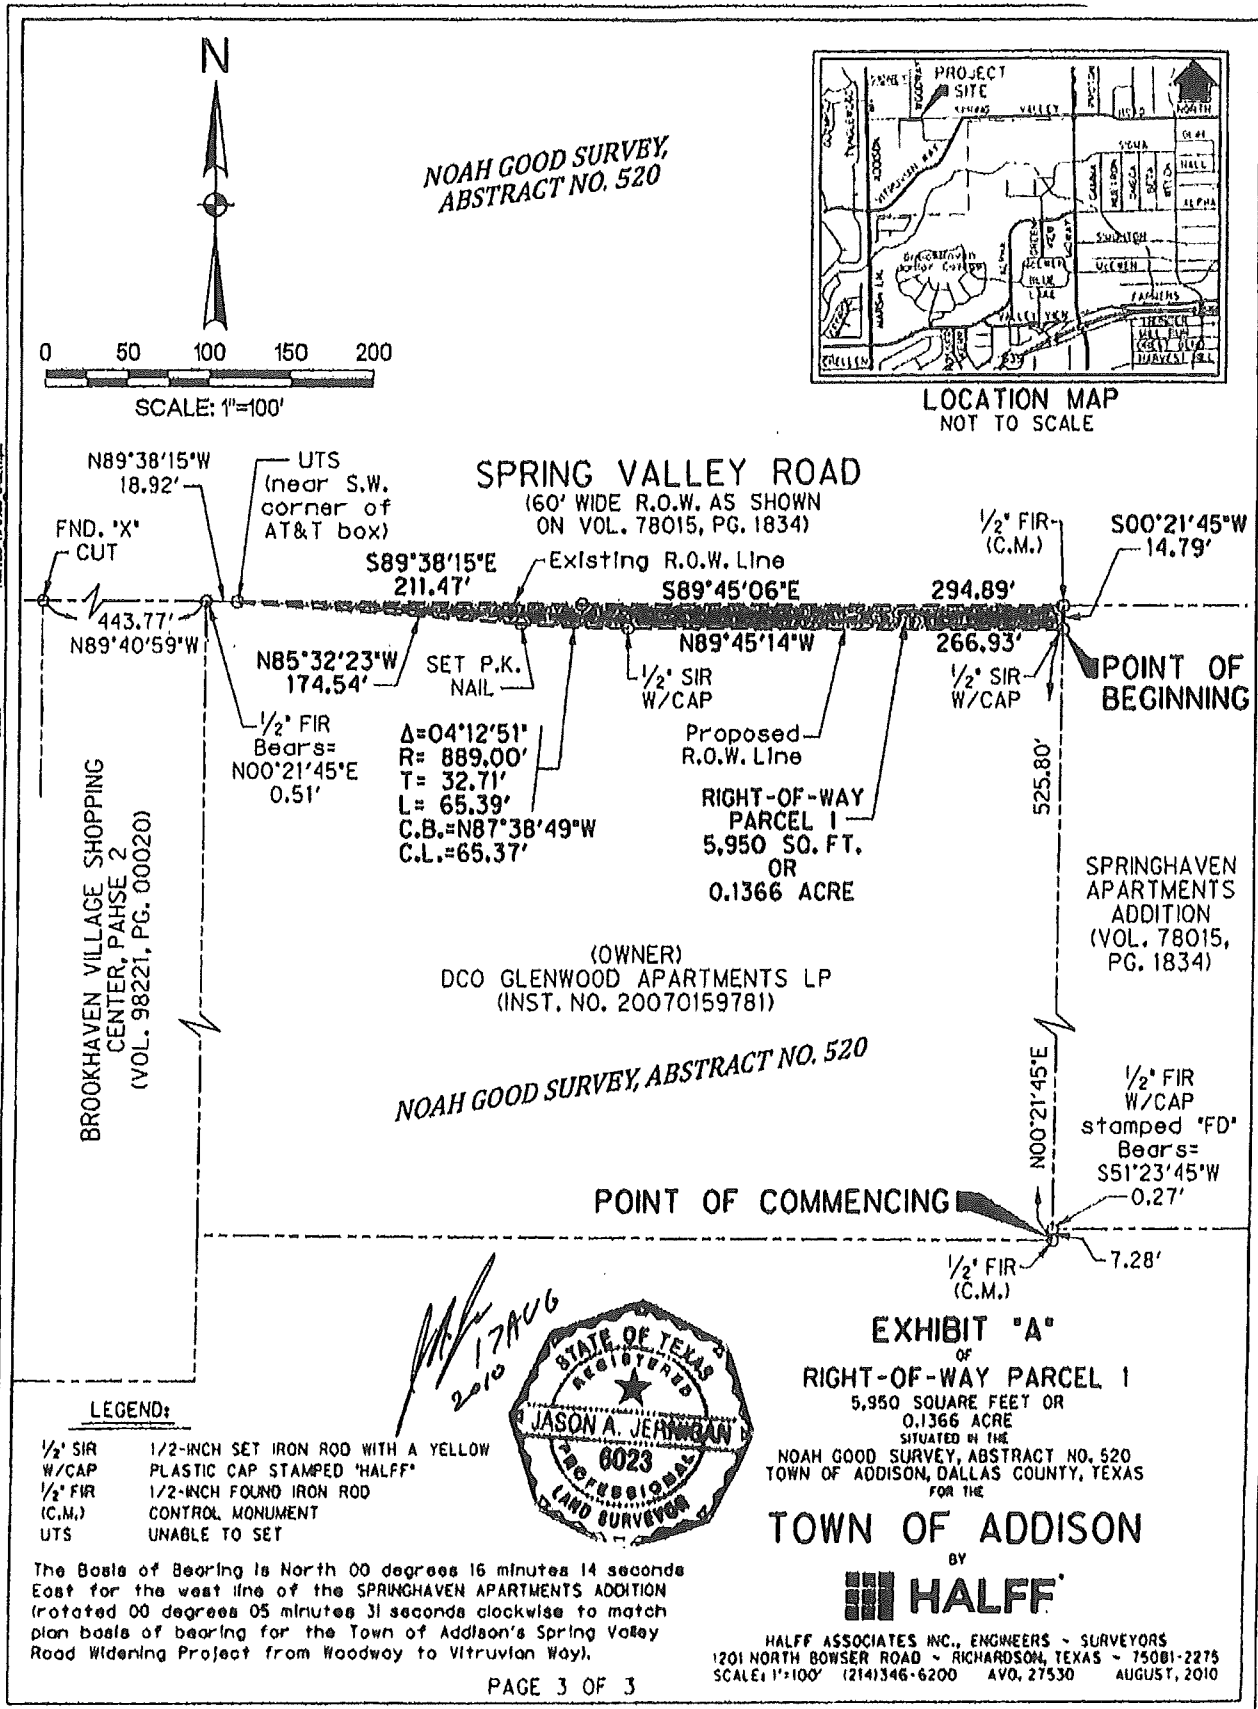 N
NOAH GOOD SURVEY,
ABSTRACT NO. 520
PROJECT
SITE
SPRING VALLEY ROAD
NORTH
ADDISON
VITRUVIAN WAY
SIGMA
ALPHA
MARSH LN.
VALLEY VIEW
LOCATION MAP
NOT TO SCALE
0 50 100 150 200
SCALE: 1"=100'
N89°38'15"W
18.92'
UTS
(near S.W.
corner of
AT&T box)
FND. "X"
CUT
SPRING VALLEY ROAD
(60' WIDE R.O.W. AS SHOWN
ON VOL. 78015, PG. 1834)
1/2" FIR
(C.M.)
S00°21'45"W
14.79'
S89°38'15"E
211.47'
Existing R.O.W. Line
S89°45'06"E 294.89'
443.77'
N89°40'59"W
N85°32'23"W
174.54'
SET P.K.
NAIL
1/2" SIR
W/CAP
N89°45'14"W 266.93'
1/2" SIR
W/CAP
POINT OF
BEGINNING
1/2" FIR
Bears=
N00°21'45"E
0.51'
Δ=04°12'51"
R= 889.00'
T= 32.71'
L= 65.39'
C.B.=N87°38'49"W
C.L.=65.37'
Proposed
R.O.W. Line
RIGHT-OF-WAY
PARCEL 1
5,950 SQ. FT.
OR
0.1366 ACRE
525.80'
BROOKHAVEN VILLAGE SHOPPING
CENTER, PAHSE 2
(VOL. 98221, PG. 00020)
SPRINGHAVEN
APARTMENTS
ADDITION
(VOL. 78015,
PG. 1834)
(OWNER)
DCO GLENWOOD APARTMENTS LP
(INST. NO. 20070159781)
NOAH GOOD SURVEY, ABSTRACT NO. 520
N00°21'45"E
1/2" FIR
W/CAP
stamped "FD"
Bears=
S51°23'45"W
0.27'
POINT OF COMMENCING
1/2" FIR
(C.M.)
7.28'
17 AUG
2010
STATE OF TEXAS
REGISTERED
JASON A. JERNIGAN
6023
PROFESSIONAL
LAND SURVEYOR
EXHIBIT "A"
OF
RIGHT-OF-WAY PARCEL 1
5,950 SQUARE FEET OR
0.1366 ACRE
SITUATED IN THE
NOAH GOOD SURVEY, ABSTRACT NO. 520
TOWN OF ADDISON, DALLAS COUNTY, TEXAS
FOR THE
TOWN OF ADDISON
BY
HALFF
HALFF ASSOCIATES INC., ENGINEERS ~ SURVEYORS
1201 NORTH BOWSER ROAD ~ RICHARDSON, TEXAS ~ 75081-2275
SCALE: 1"=100' (214)346-6200 AVO. 27530 AUGUST, 2010
LEGEND:
1/2" SIR 1/2-INCH SET IRON ROD WITH A YELLOW
W/CAP PLASTIC CAP STAMPED "HALFF"
1/2" FIR 1/2-INCH FOUND IRON ROD
(C.M.) CONTROL MONUMENT
UTS UNABLE TO SET
The Basis of Bearing is North 00 degrees 16 minutes 14 seconds
East for the west line of the SPRINGHAVEN APARTMENTS ADDITION
(rotated 00 degrees 05 minutes 31 seconds clockwise to match
plan basis of bearing for the Town of Addison's Spring Valley
Road Widening Project from Woodway to Vitruvian Way).
PAGE 3 OF 3